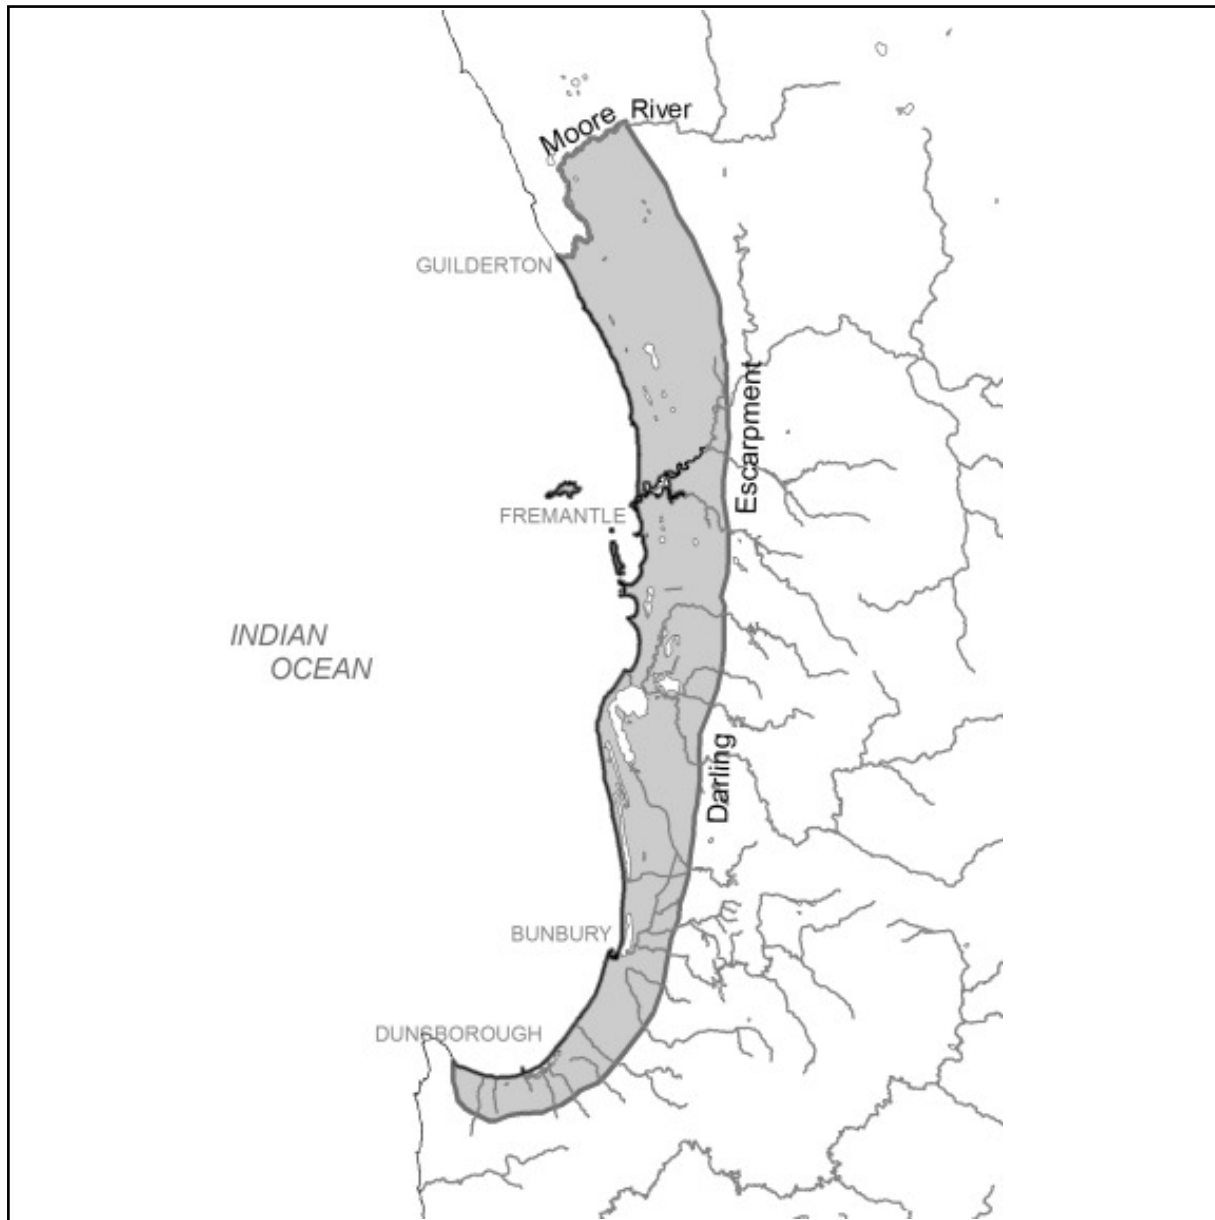 Moore River
GUILDERTON
Escarpment
FREMANTLE
INDIAN
OCEAN
Darling
BUNBURY
DUNSBOROUGH